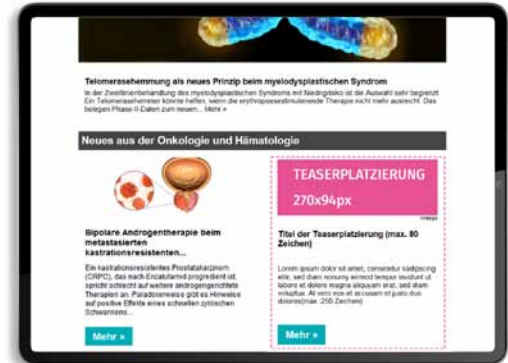 Telomerasehemmung als neues Prinzip beim myelodysplastischen Syndrom
In der Zweitlinienbehandlung des myelodysplastischen Syndroms mit Niedrigrisiko ist die Auswahl sehr begrenzt.
Ein Telomerasehemmer könnte helfen, wenn die erythropoesestimulierende Therapie nicht mehr ausreicht. Das
belegen Phase-II-Daten zum neuen... Mehr »
Neues aus der Onkologie und Hämatologie
TEASERPLATZIERUNG
270x94px
Bipolare Androgentherapie beim
metastasierten
kastrationsresistenten...
Ein kastrationsresistentes Prostatakarzinom
(CRPC), das nach Enzalutamid progredient ist,
spricht schlecht auf weitere androgengerichtete
Therapien an. Paradoxerweise gibt es Hinweise
auf positive Effekte eines schnellen zyklischen
Schwankens...
Mehr »
Anzeige
Titel der Teaserplatzierung (max. 80
Zeichen)
Lorem ipsum dolor sit amet, consetetur sadipscing
elitr, sed diam nonumy eirmod tempor invidunt ut
labore et dolore magna aliquyam erat, sed diam
voluptua. At vero eos et accusam et justo duo
dolores(max. 250 Zeichen)
Mehr »